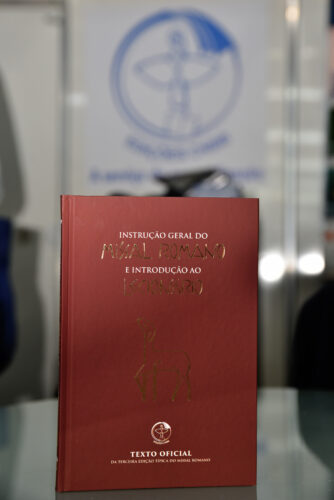 INSTRUÇÃO GERAL DO
MISSAL ROMANO
E INTRODUÇÃO AO
LECIONÁRIO
TEXTO OFICIAL
DA TERCEIRA EDIÇÃO TÍPICA DO MISSAL ROMANO